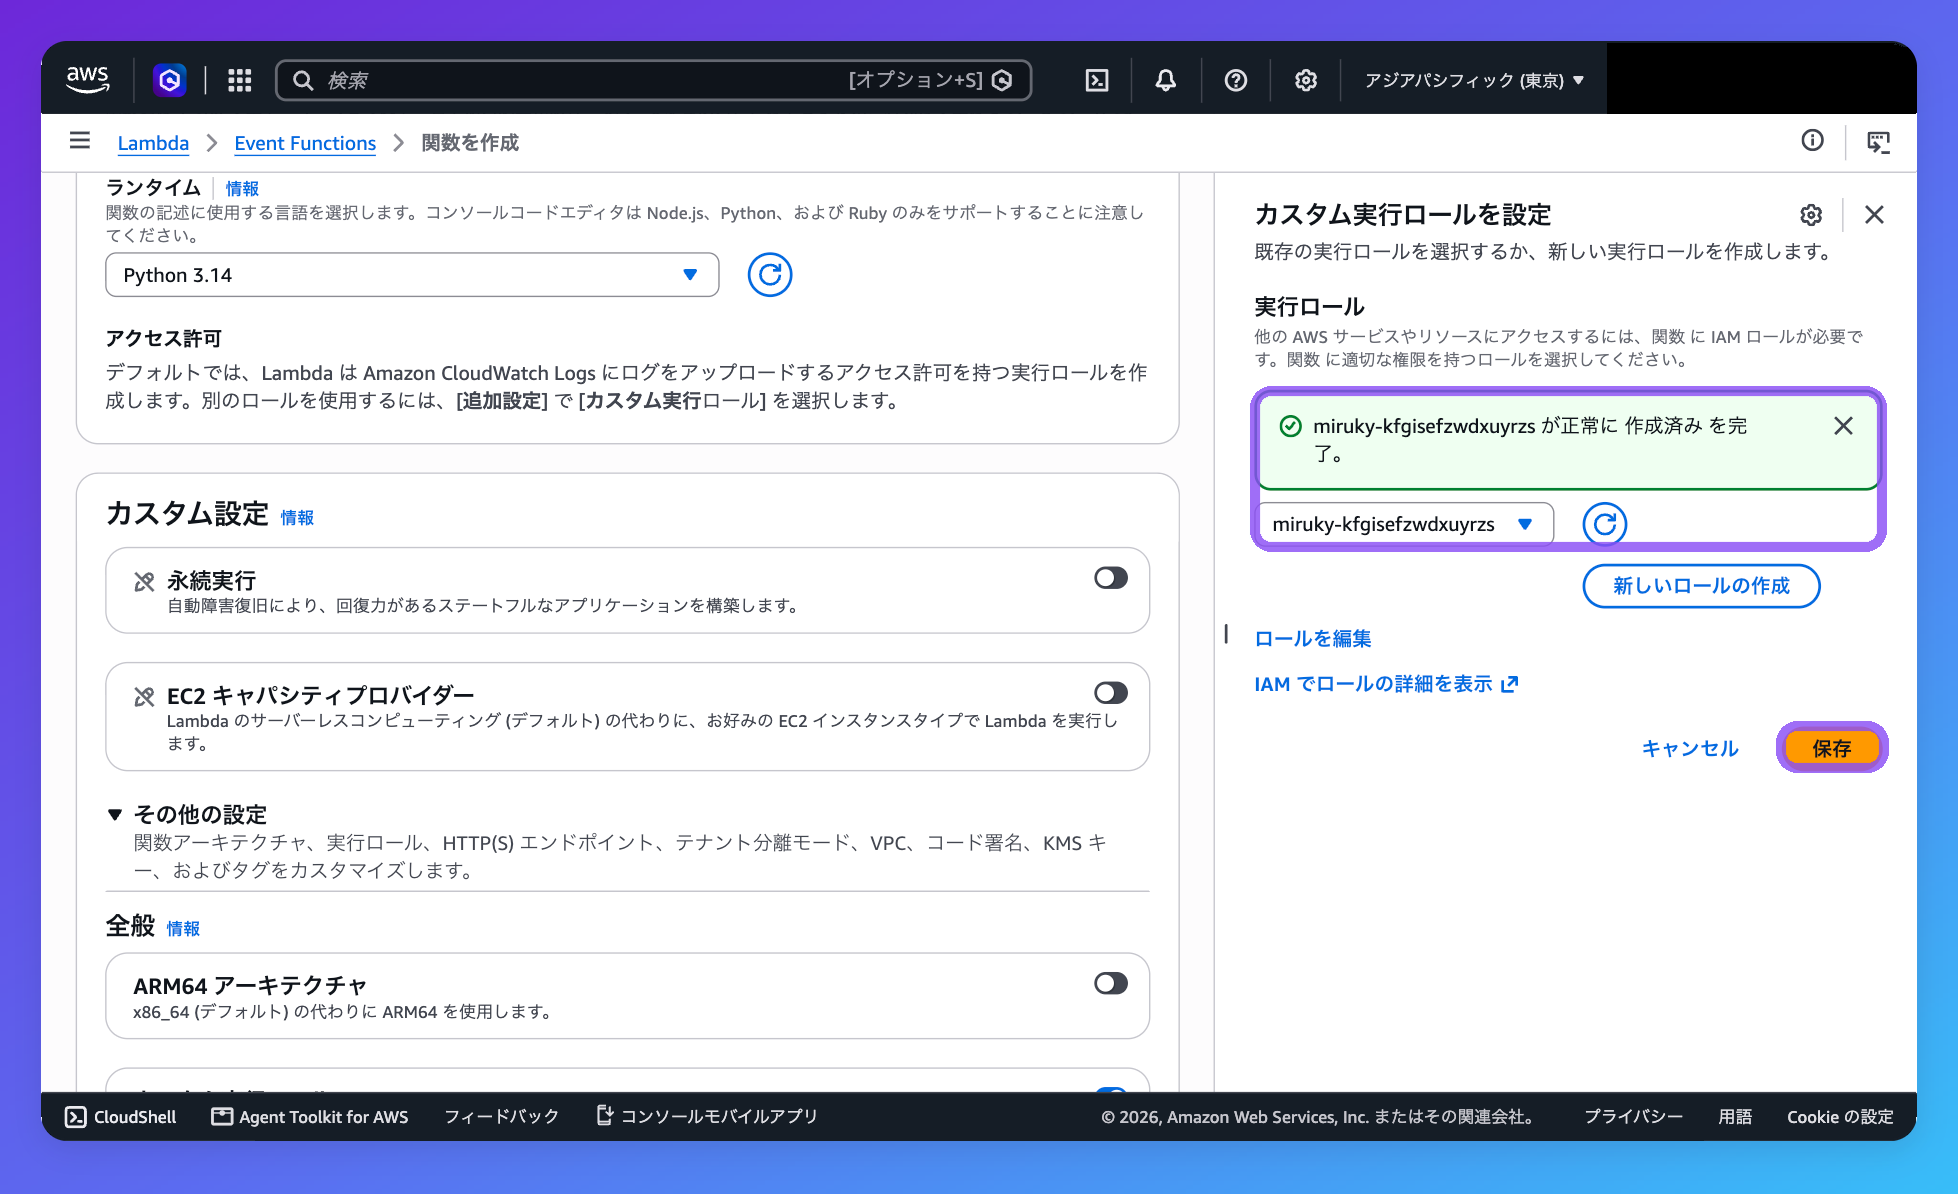 aws
検索
[オプション+S]
アジアパシフィック (東京)
Lambda
Event Functions
関数を作成
ランタイム
情報
関数の記述に使用する言語を選択します。コンソールコードエディタは Node.js、Python、および Ruby のみをサポートすることに注意し
てください。
Python 3.14
アクセス許可
デフォルトでは、Lambda は Amazon CloudWatch Logs にログをアップロードするアクセス許可を持つ実行ロールを作
成します。別のロールを使用するには、[追加設定] で [カスタム実行ロール] を選択します。
カスタム設定
情報
永続実行
自動障害復旧により、回復力があるステートフルなアプリケーションを構築します。
EC2 キャパシティプロバイダー
Lambda のサーバーレスコンピューティング (デフォルト) の代わりに、お好みの EC2 インスタンスタイプで Lambda を実行し
ます。
その他の設定
関数アーキテクチャ、実行ロール、HTTP(S) エンドポイント、テナント分離モード、VPC、コード署名、KMS キ
ー、およびタグをカスタマイズします。
全般
情報
ARM64 アーキテクチャ
x86_64 (デフォルト) の代わりに ARM64 を使用します。
カスタム実行ロールを設定
既存の実行ロールを選択するか、新しい実行ロールを作成します。
実行ロール
他の AWS サービスやリソースにアクセスするには、関数 に IAM ロールが必要で
す。関数 に適切な権限を持つロールを選択してください。
miruky-kfgisefzwdxuyrzs が正常に 作成済み を完
了。
miruky-kfgisefzwdxuyrzs
新しいロールの作成
ロールを編集
IAM でロールの詳細を表示
キャンセル
保存
CloudShell
Agent Toolkit for AWS
フィードバック
コンソールモバイルアプリ
© 2026, Amazon Web Services, Inc. またはその関連会社。
プライバシー
用語
Cookie の設定